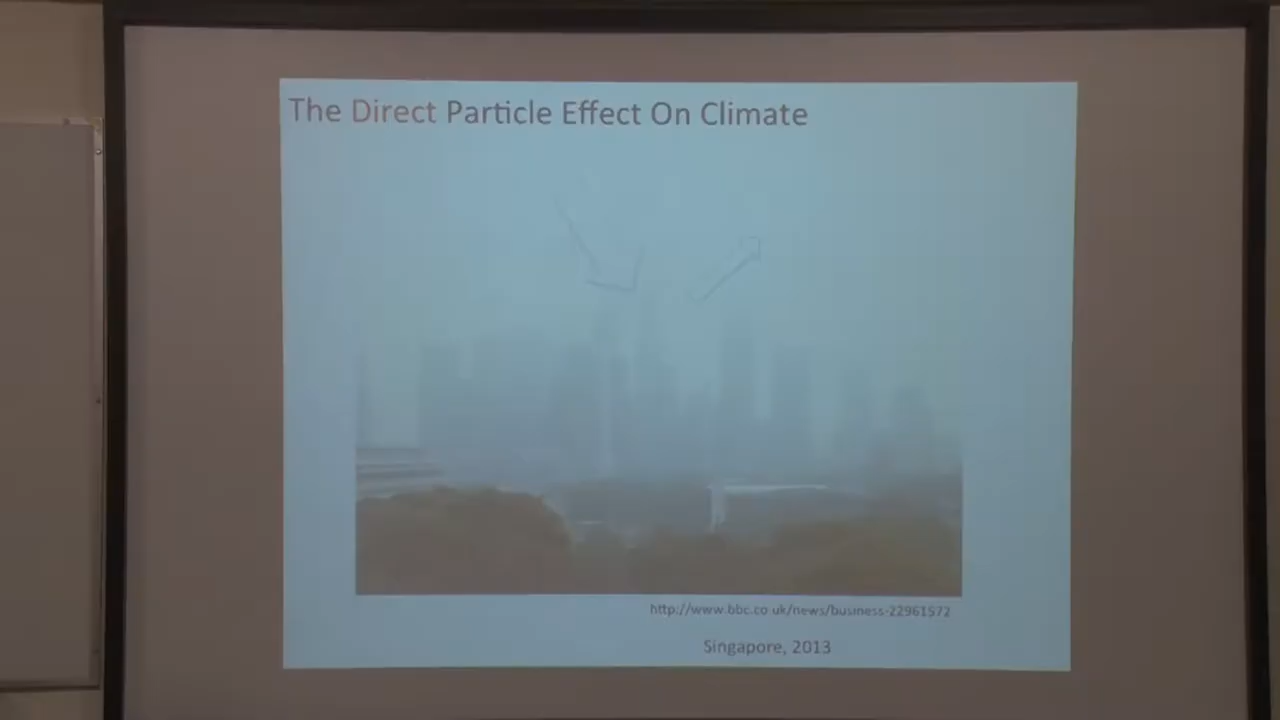 The Direct Particle Effect On Climate
http://www.bbc.co.uk/news/business-22961572
Singapore, 2013